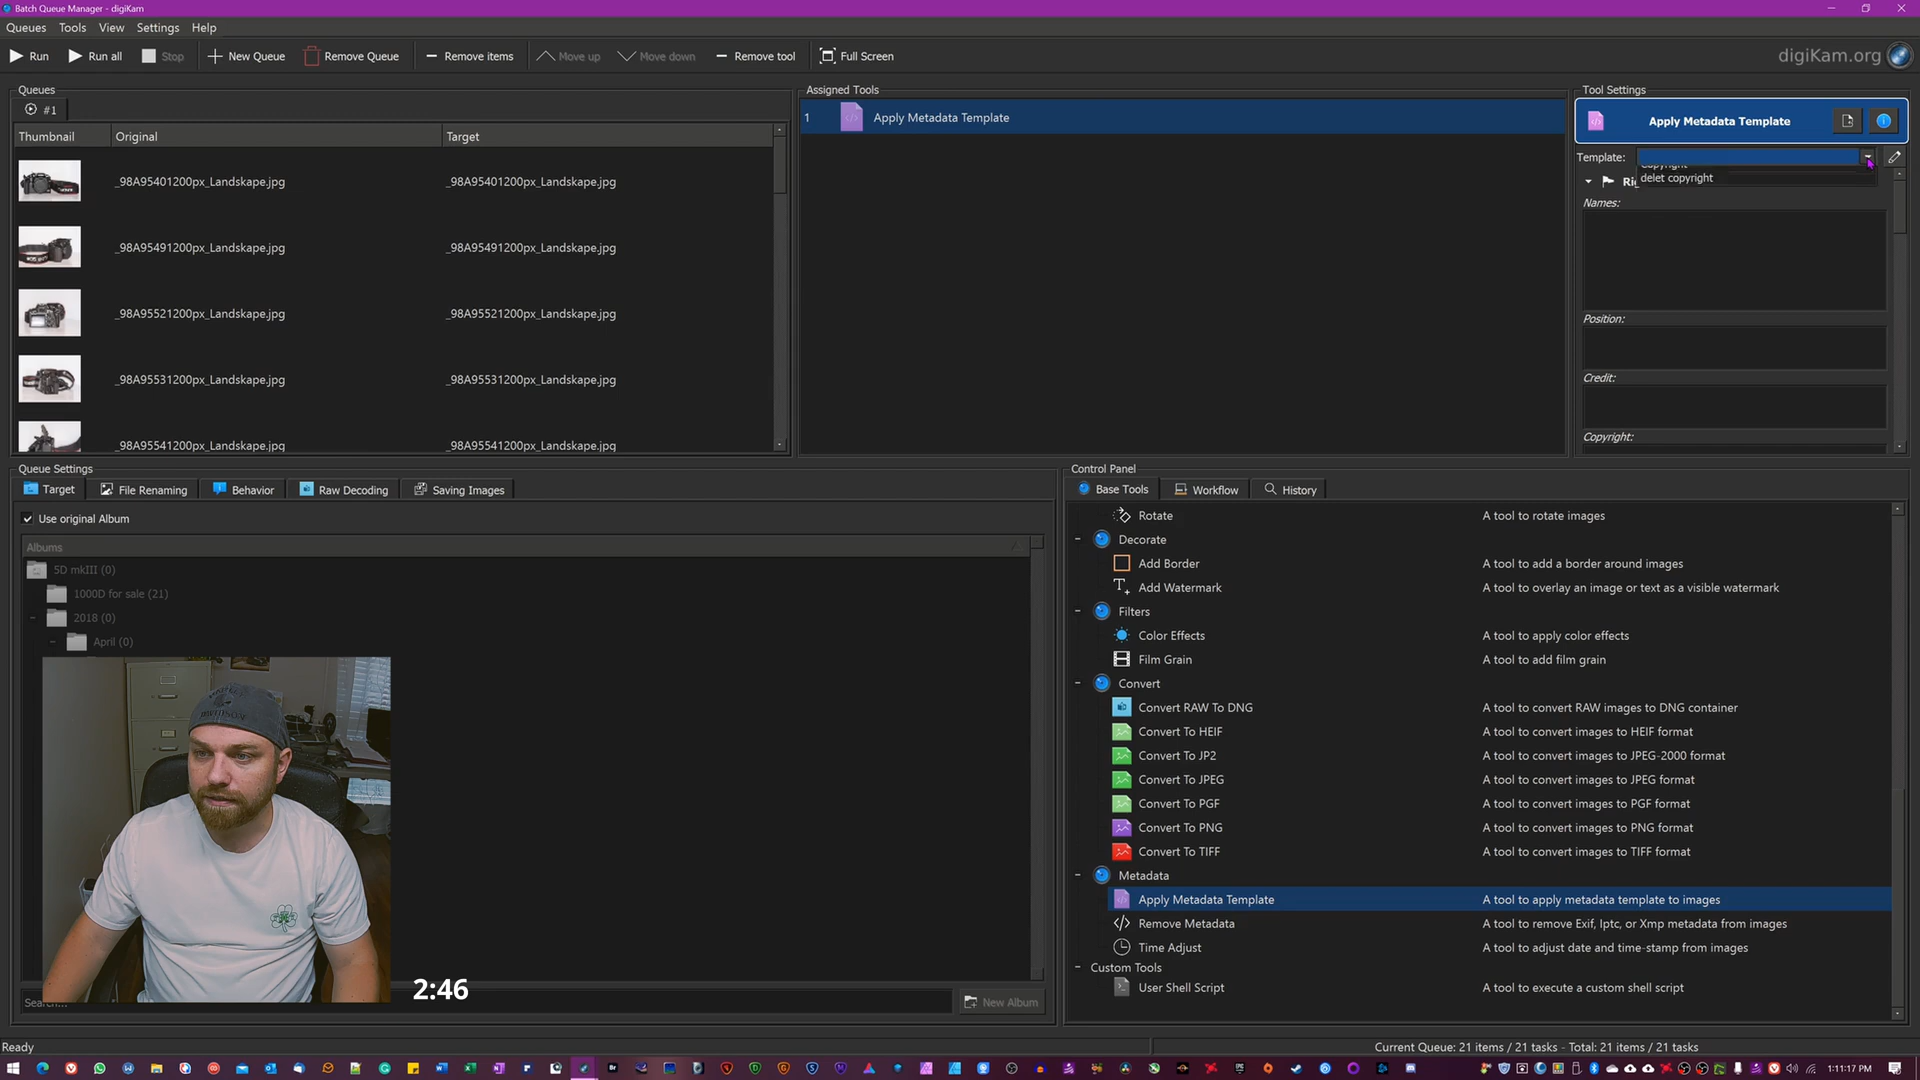 Batch Queue Manager - digiKam
Queues Tools View Settings Help
Run Run all Stop New Queue Remove Queue Remove items Move up Move down Remove tool Full Screen digiKam.org
Queues
#1
Thumbnail Original Target
_98A95401200px_Landskape.jpg _98A95401200px_Landskape.jpg
_98A95491200px_Landskape.jpg _98A95491200px_Landskape.jpg
_98A95521200px_Landskape.jpg _98A95521200px_Landskape.jpg
_98A95531200px_Landskape.jpg _98A95531200px_Landskape.jpg
_98A95541200px_Landskape.jpg _98A95541200px_Landskape.jpg
Assigned Tools
1 Apply Metadata Template
Tool Settings
Apply Metadata Template
Template:
Copyright
delet copyright
Names:
Position:
Credit:
Copyright:
Queue Settings
Target File Renaming Behavior Raw Decoding Saving Images
Use original Album
Albums
5D mkIII (0)
1000D for sale (21)
2018 (0)
April (0)
2:46
Search...
New Album
Control Panel
Base Tools Workflow History
Rotate A tool to rotate images
Decorate
Add Border A tool to add a border around images
Add Watermark A tool to overlay an image or text as a visible watermark
Filters
Color Effects A tool to apply color effects
Film Grain A tool to add film grain
Convert
Convert RAW To DNG A tool to convert RAW images to DNG container
Convert To HEIF A tool to convert images to HEIF format
Convert To JP2 A tool to convert images to JPEG-2000 format
Convert To JPEG A tool to convert images to JPEG format
Convert To PGF A tool to convert images to PGF format
Convert To PNG A tool to convert images to PNG format
Convert To TIFF A tool to convert images to TIFF format
Metadata
Apply Metadata Template A tool to apply metadata template to images
Remove Metadata A tool to remove Exif, Iptc, or Xmp metadata from images
Time Adjust A tool to adjust date and time-stamp from images
Custom Tools
User Shell Script A tool to execute a custom shell script
Ready
Current Queue: 21 items / 21 tasks - Total: 21 items / 21 tasks
1:11:17 PM